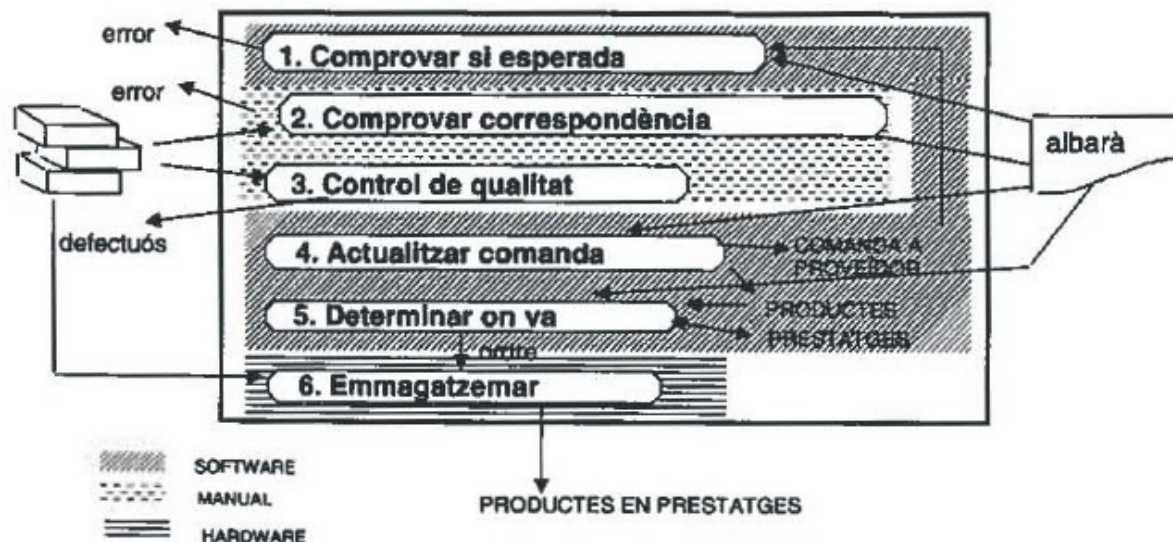 error
1. Comprovar si esperada
error
2. Comprovar correspondència
albarà
3. Control de qualitat
defectuós
4. Actualitzar comanda
COMANDA A
PROVEÏDOR
5. Determinar on va
PRODUCTES
PRESTATGES
ordre
6. Emmagatzemar
SOFTWARE
MANUAL
HARDWARE
PRODUCTES EN PRESTATGES